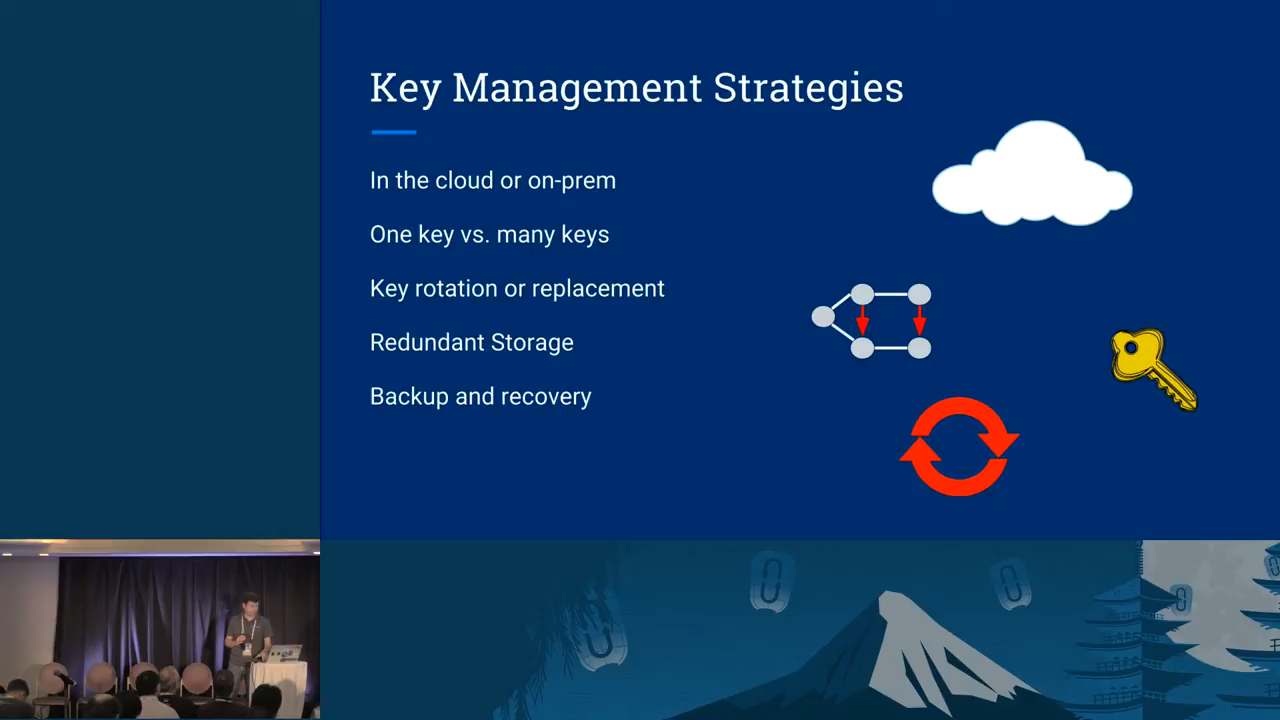 Key Management Strategies
In the cloud or on-prem
One key vs. many keys
Key rotation or replacement
Redundant Storage
Backup and recovery